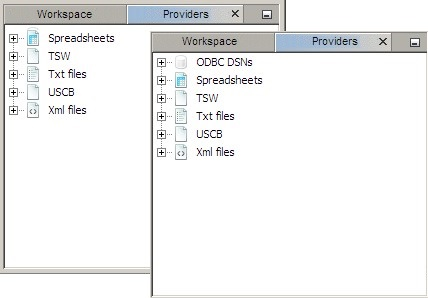 Workspace Providers
Spreadsheets
TSW
Txt files
USCB
Xml files
Workspace Providers
ODBC DSNs
Spreadsheets
TSW
Txt files
USCB
Xml files